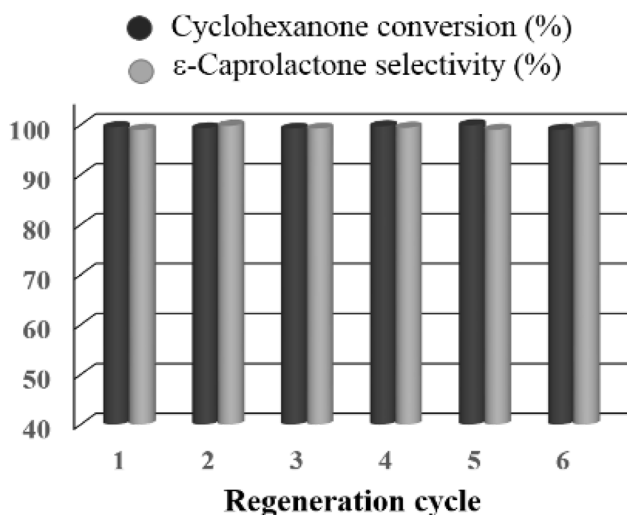 Cyclohexanone conversion (%)
ε-Caprolactone selectivity (%)
100
90
80
70
60
50
40
1 2 3 4 5 6
Regeneration cycle